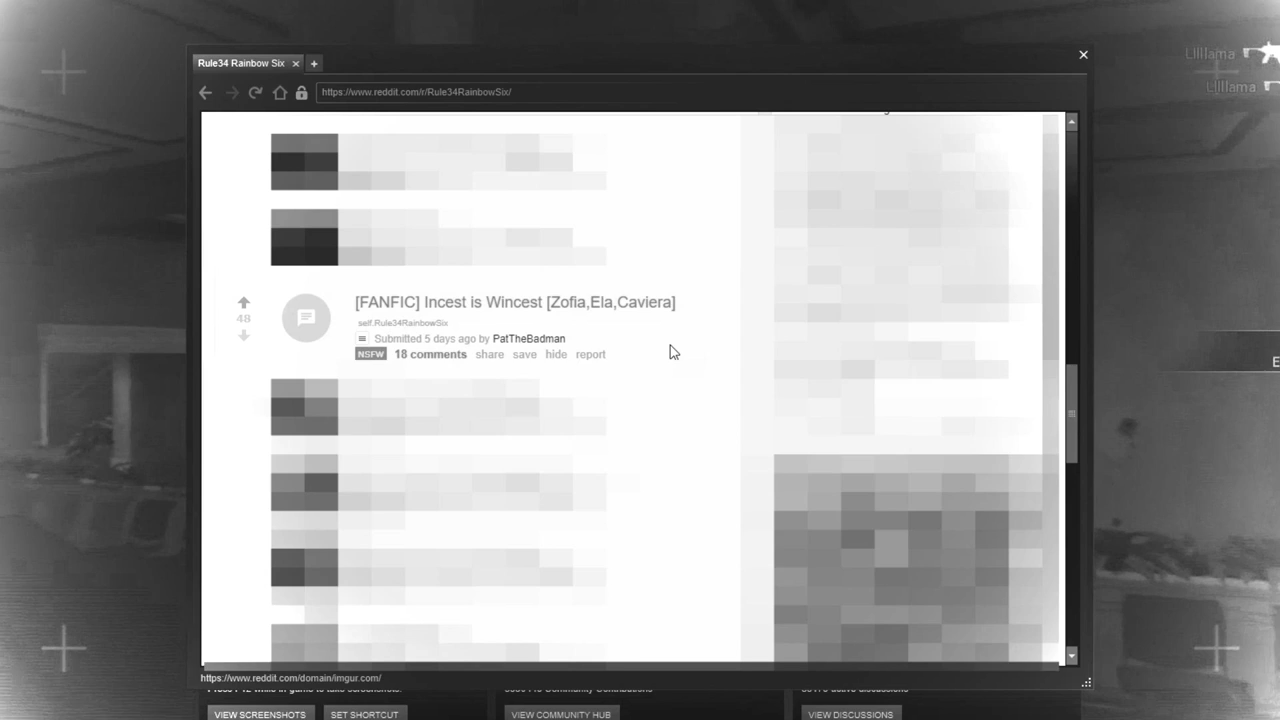 Rule34 Rainbow Six
https://www.reddit.com/r/Rule34RainbowSix/
Lllllama
Lllllama
[FANFIC] Incest is Wincest [Zofia,Ela,Caviera]
48
self.Rule34RainbowSix
Submitted 5 days ago by PatTheBadman
NSFW 18 comments share save hide report
E
https://www.reddit.com/domain/imgur.com/
VIEW SCREENSHOTS SET SHORTCUT VIEW COMMUNITY HUB VIEW DISCUSSIONS